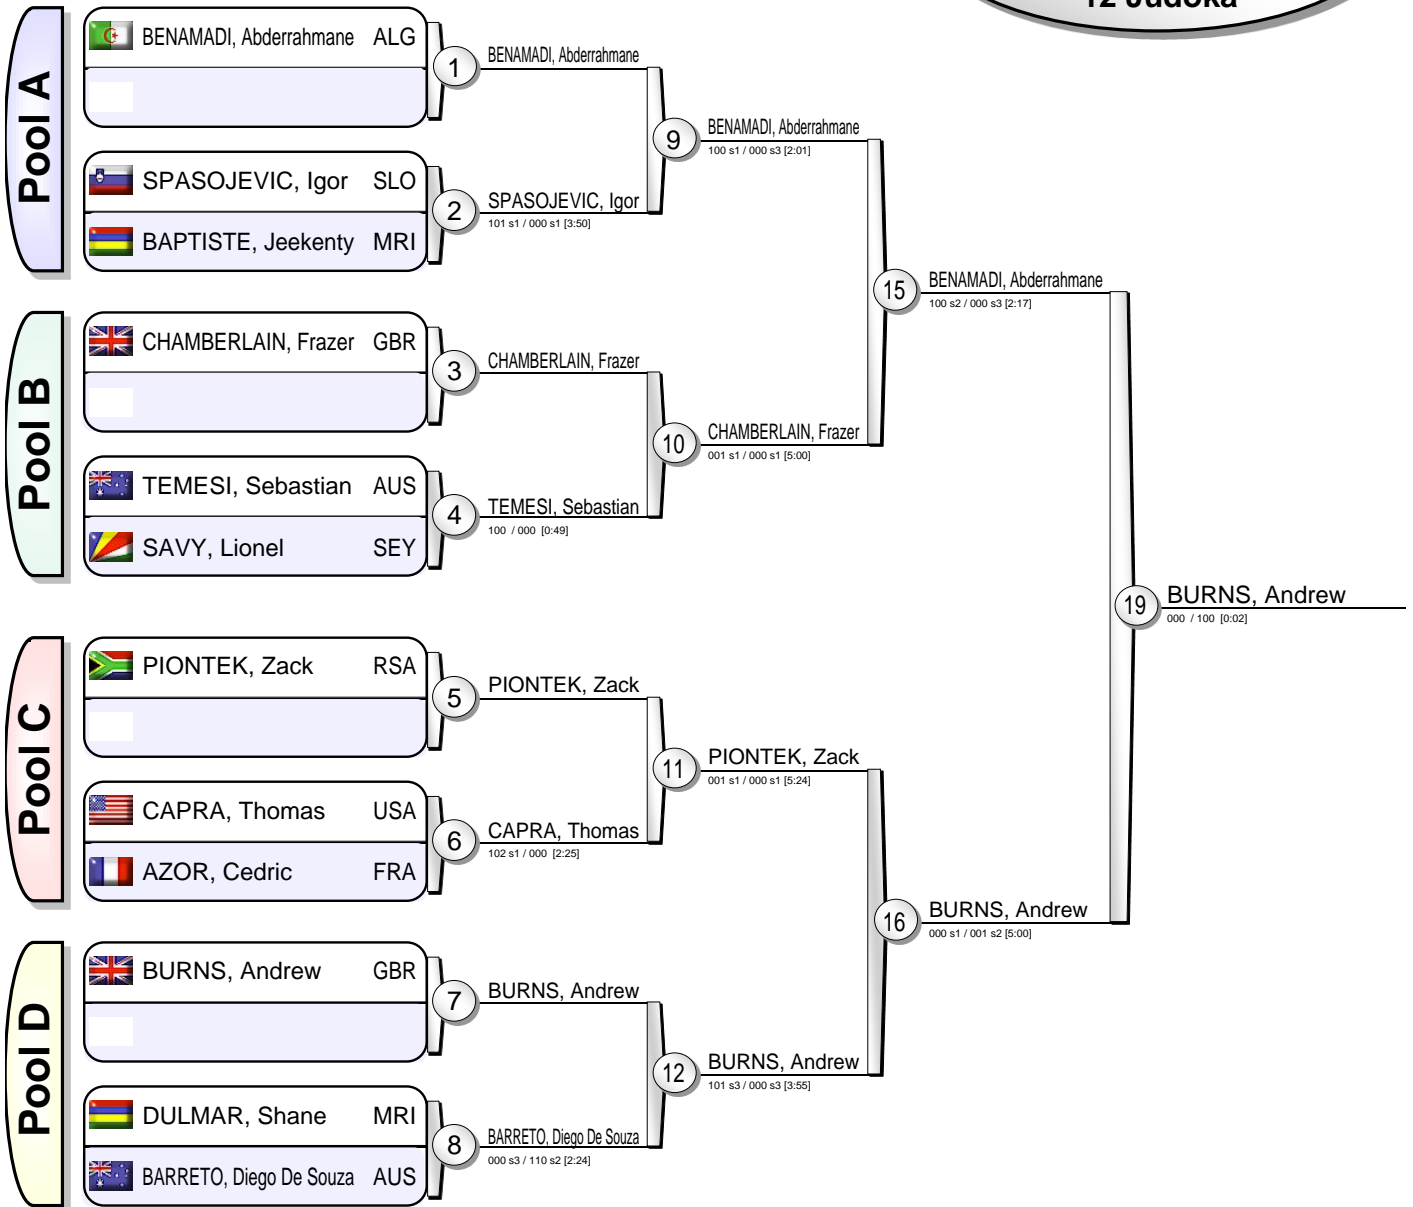 12 Judoka
Pool A
BENAMADI, Abderrahmane ALG
1
BENAMADI, Abderrahmane
SPASOJEVIC, Igor SLO
BAPTISTE, Jeekenty MRI
2
SPASOJEVIC, Igor
101 s1 / 000 s1 [3:50]
9
BENAMADI, Abderrahmane
100 s1 / 000 s3 [2:01]
Pool B
CHAMBERLAIN, Frazer GBR
3
CHAMBERLAIN, Frazer
TEMESI, Sebastian AUS
SAVY, Lionel SEY
4
TEMESI, Sebastian
100 / 000 [0:49]
10
CHAMBERLAIN, Frazer
001 s1 / 000 s1 [5:00]
15
BENAMADI, Abderrahmane
100 s2 / 000 s3 [2:17]
Pool C
PIONTEK, Zack RSA
5
PIONTEK, Zack
CAPRA, Thomas USA
AZOR, Cedric FRA
6
CAPRA, Thomas
102 s1 / 000 [2:25]
11
PIONTEK, Zack
001 s1 / 000 s1 [5:24]
Pool D
BURNS, Andrew GBR
7
BURNS, Andrew
DULMAR, Shane MRI
BARRETO, Diego De Souza AUS
8
BARRETO, Diego De Souza
000 s3 / 110 s2 [2:24]
12
BURNS, Andrew
101 s3 / 000 s3 [3:55]
16
BURNS, Andrew
000 s1 / 001 s2 [5:00]
19
BURNS, Andrew
000 / 100 [0:02]